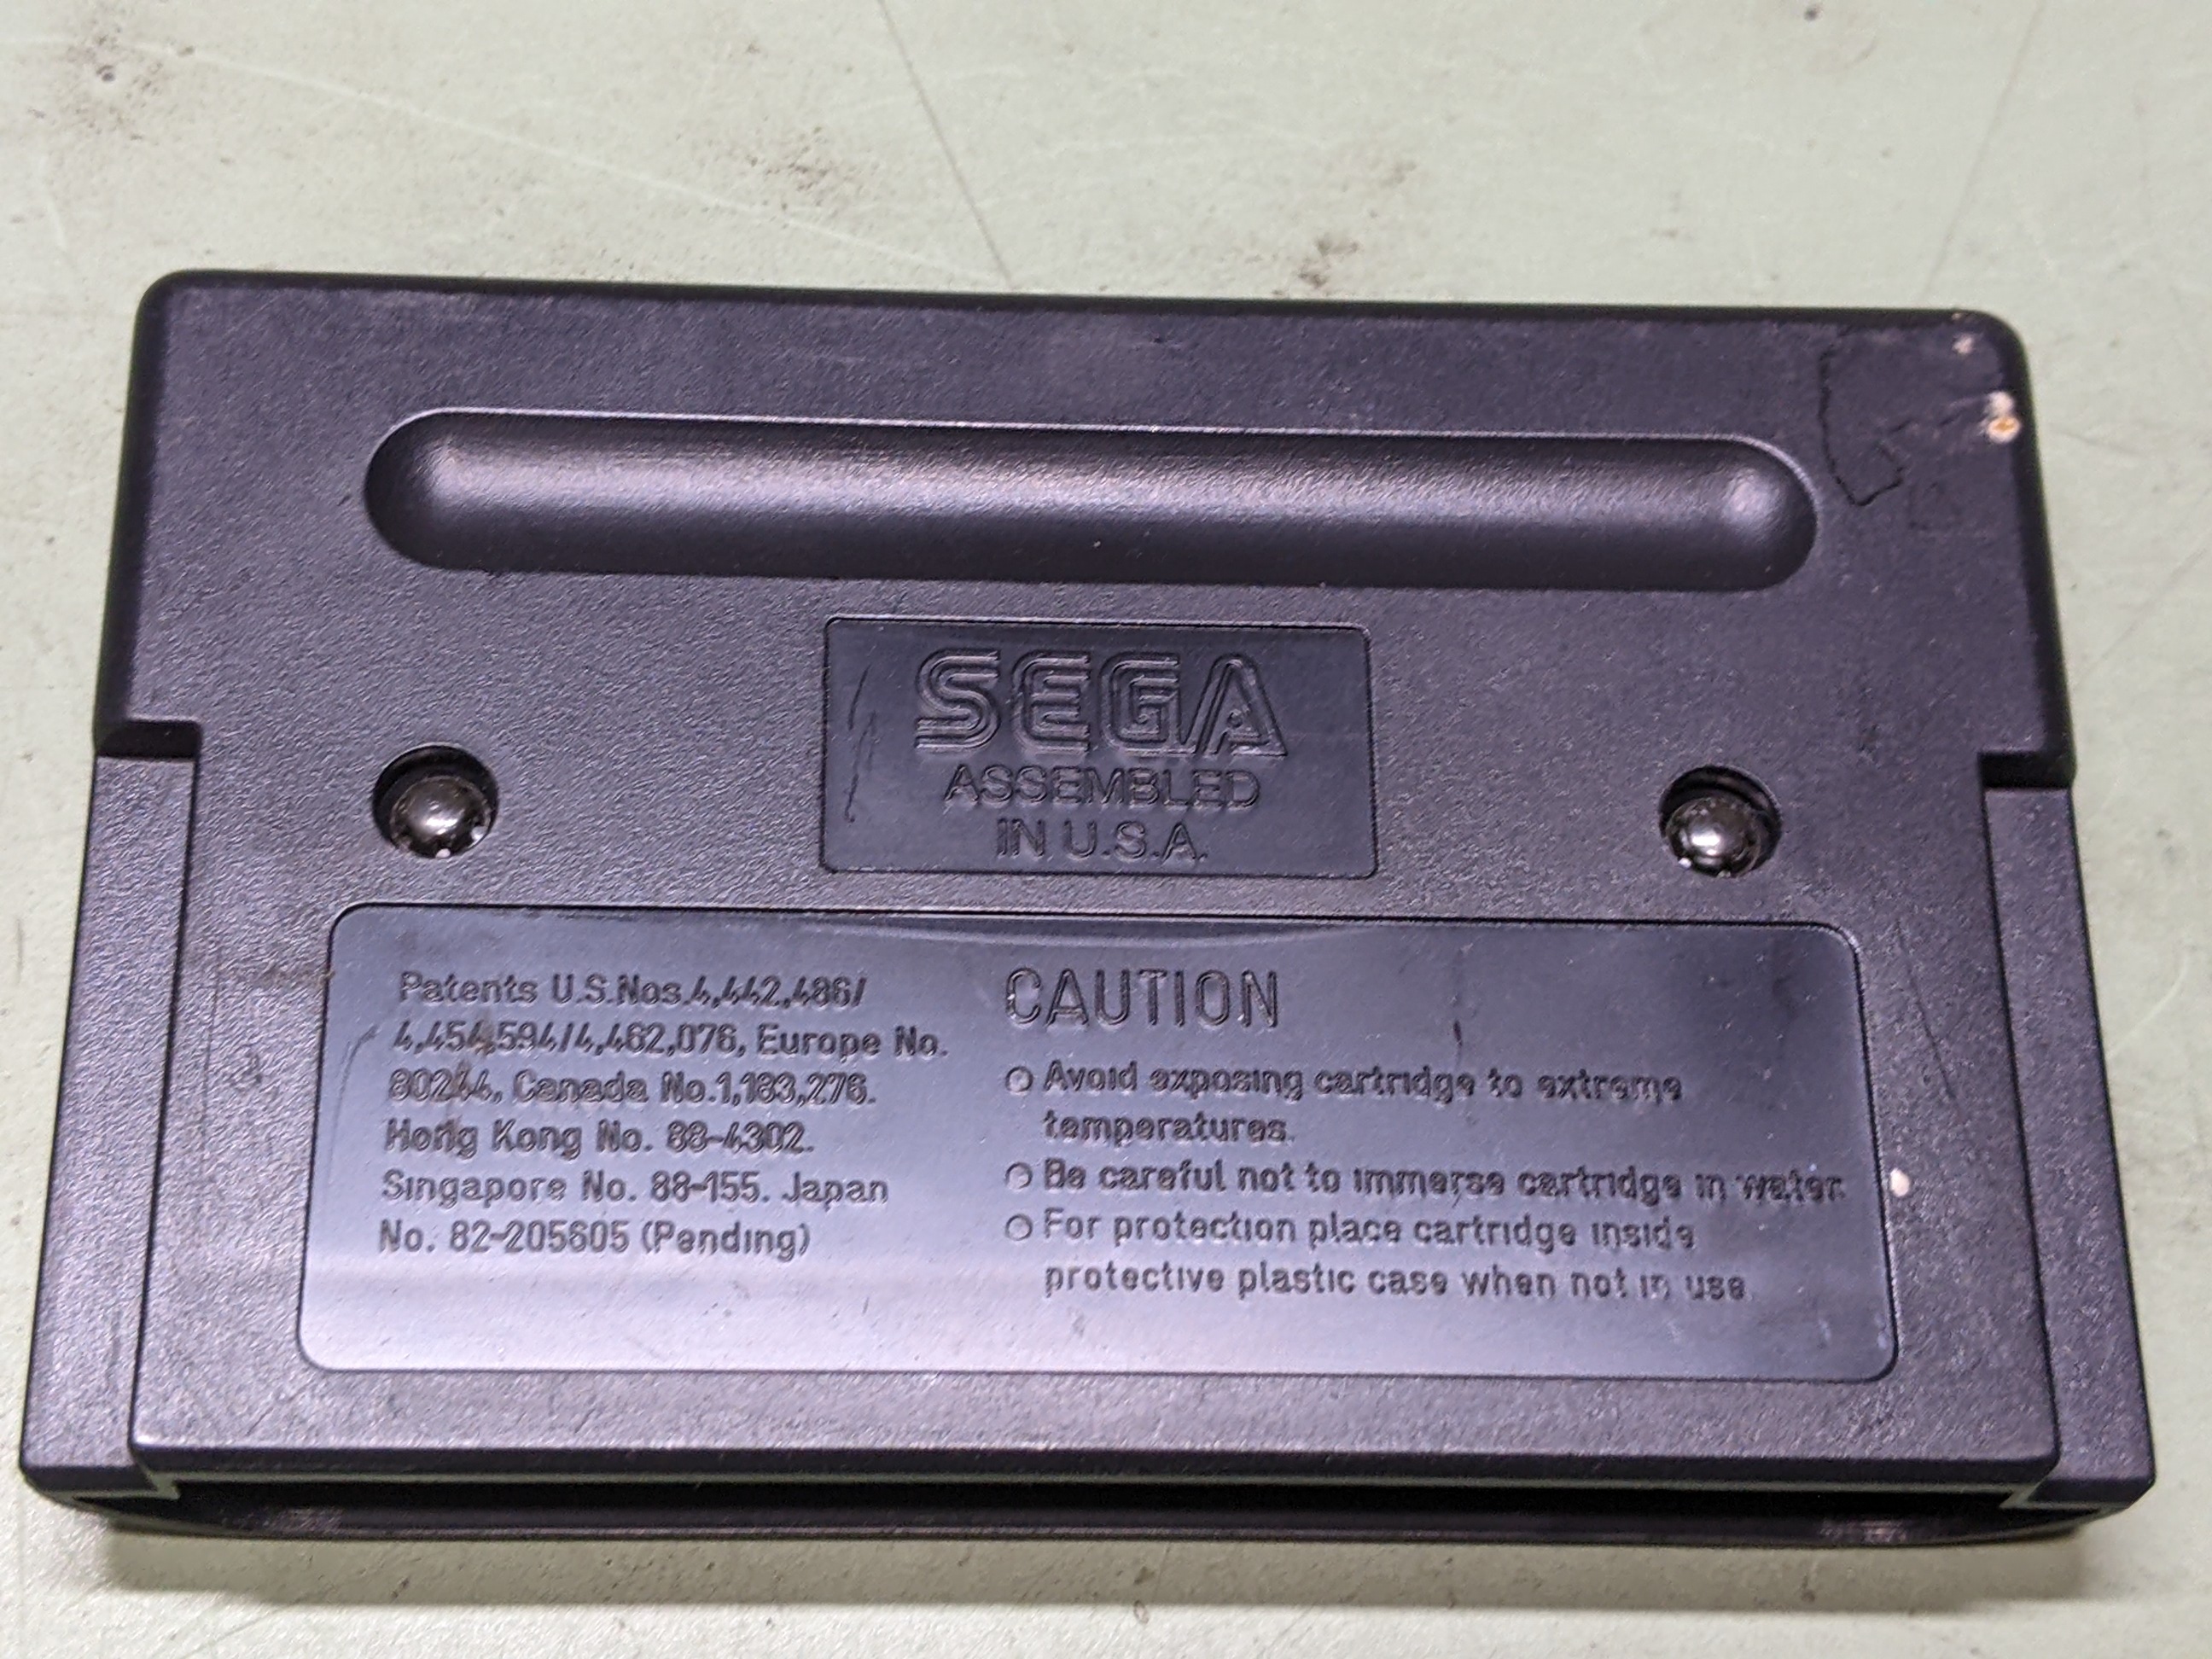 SEGA
ASSEMBLED
IN U.S.A.
Patents U.S.Nos.4,442,486/
4,454,594/4,462,076, Europe No.
80244, Canada No.1,183,276.
Hong Kong No. 88-4302.
Singapore No. 88-155. Japan
No. 82-205605 (Pending)
CAUTION
○ Avoid exposing cartridge to extreme
temperatures.
○ Be careful not to immerse cartridge in water.
○ For protection place cartridge inside
protective plastic case when not in use.